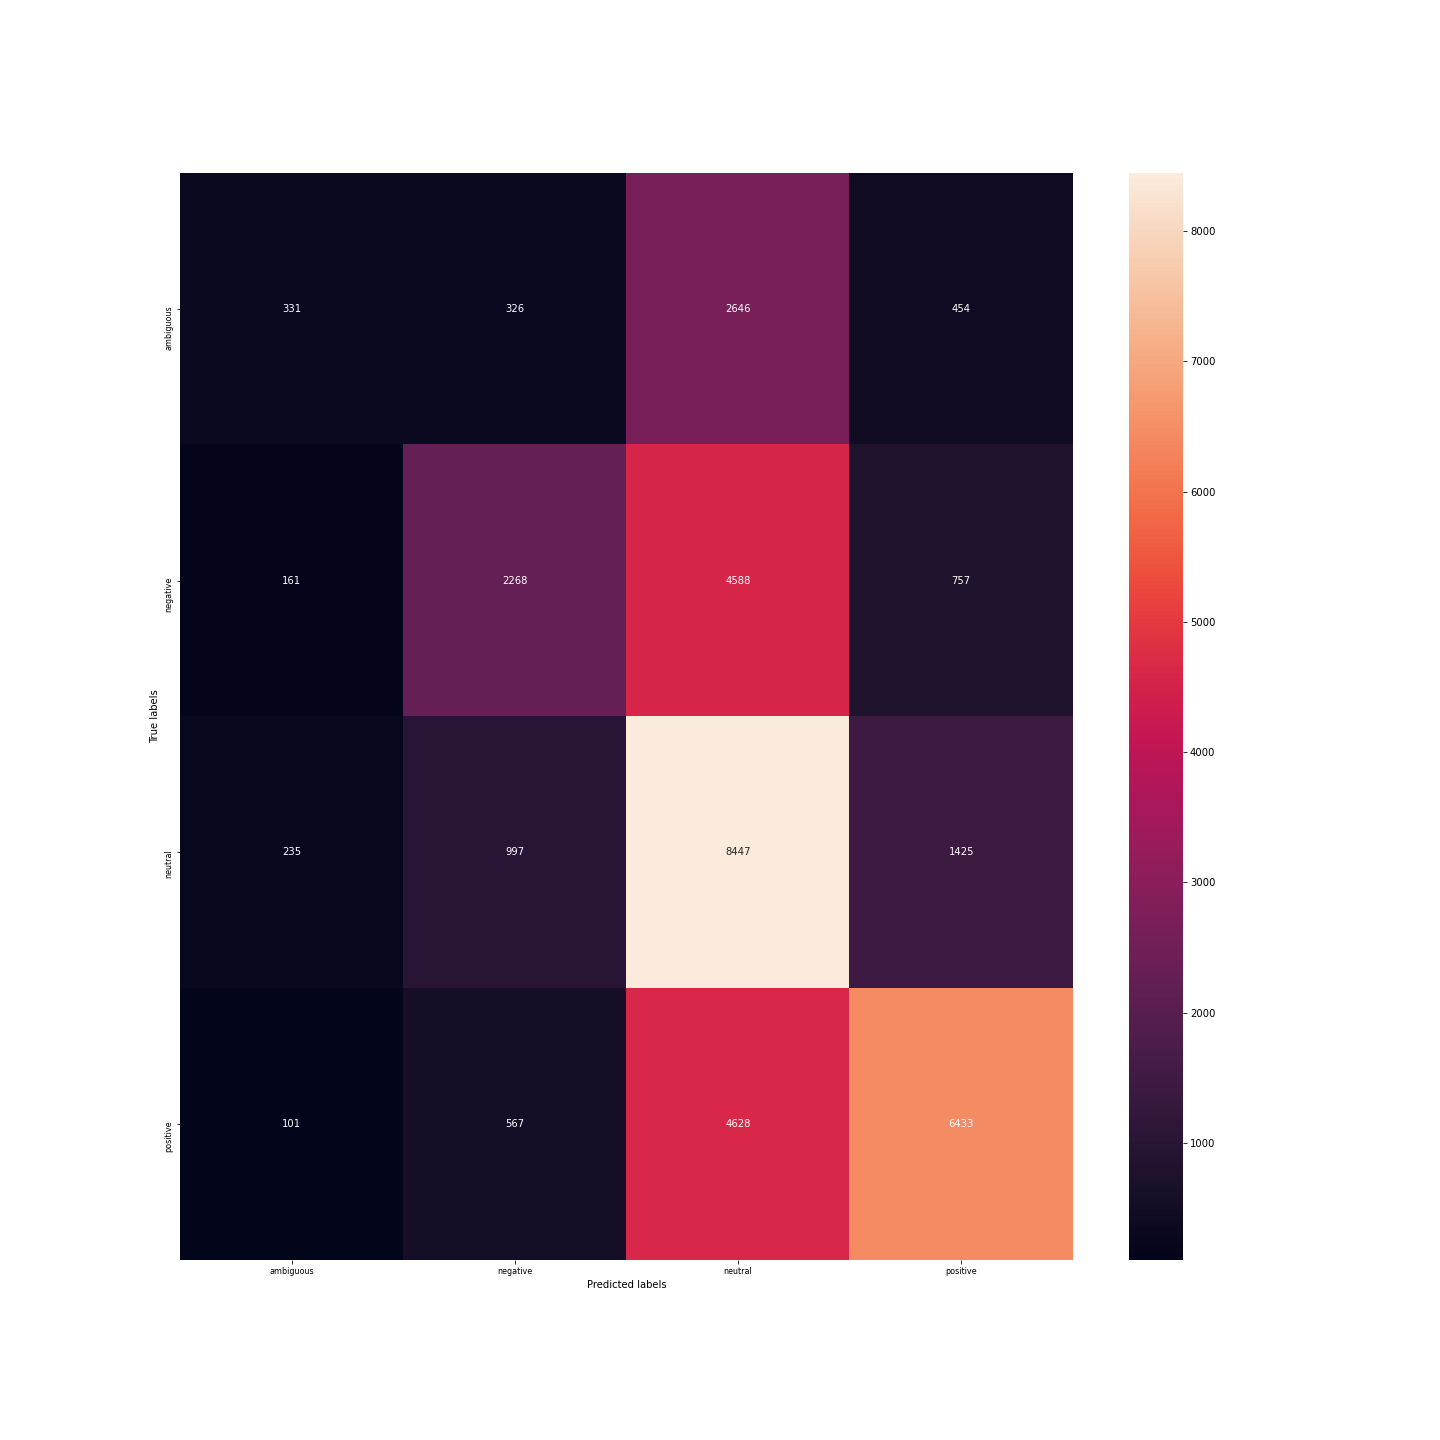 8000
7000
6000
5000
4000
3000
2000
1000
True labels
ambiguous
331 326 2646 454
negative
161 2268 4588 757
neutral
235 997 8447 1425
positive
101 567 4628 6433
ambiguous negative neutral positive
Predicted labels